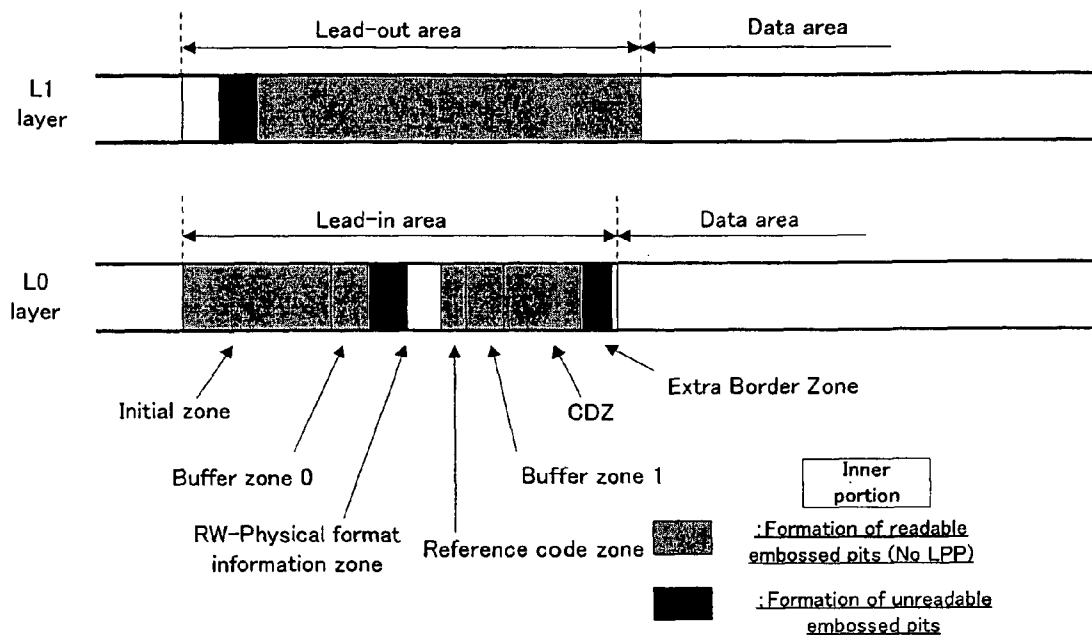 Lead-out area
Data area
L1
layer
Lead-in area
Data area
L0
layer
Initial zone
Buffer zone 0
RW-Physical format
information zone
Reference code zone
Buffer zone 1
CDZ
Extra Border Zone
Inner
portion
:Formation of readable
embossed pits (No LPP)
:Formation of unreadable
embossed pits